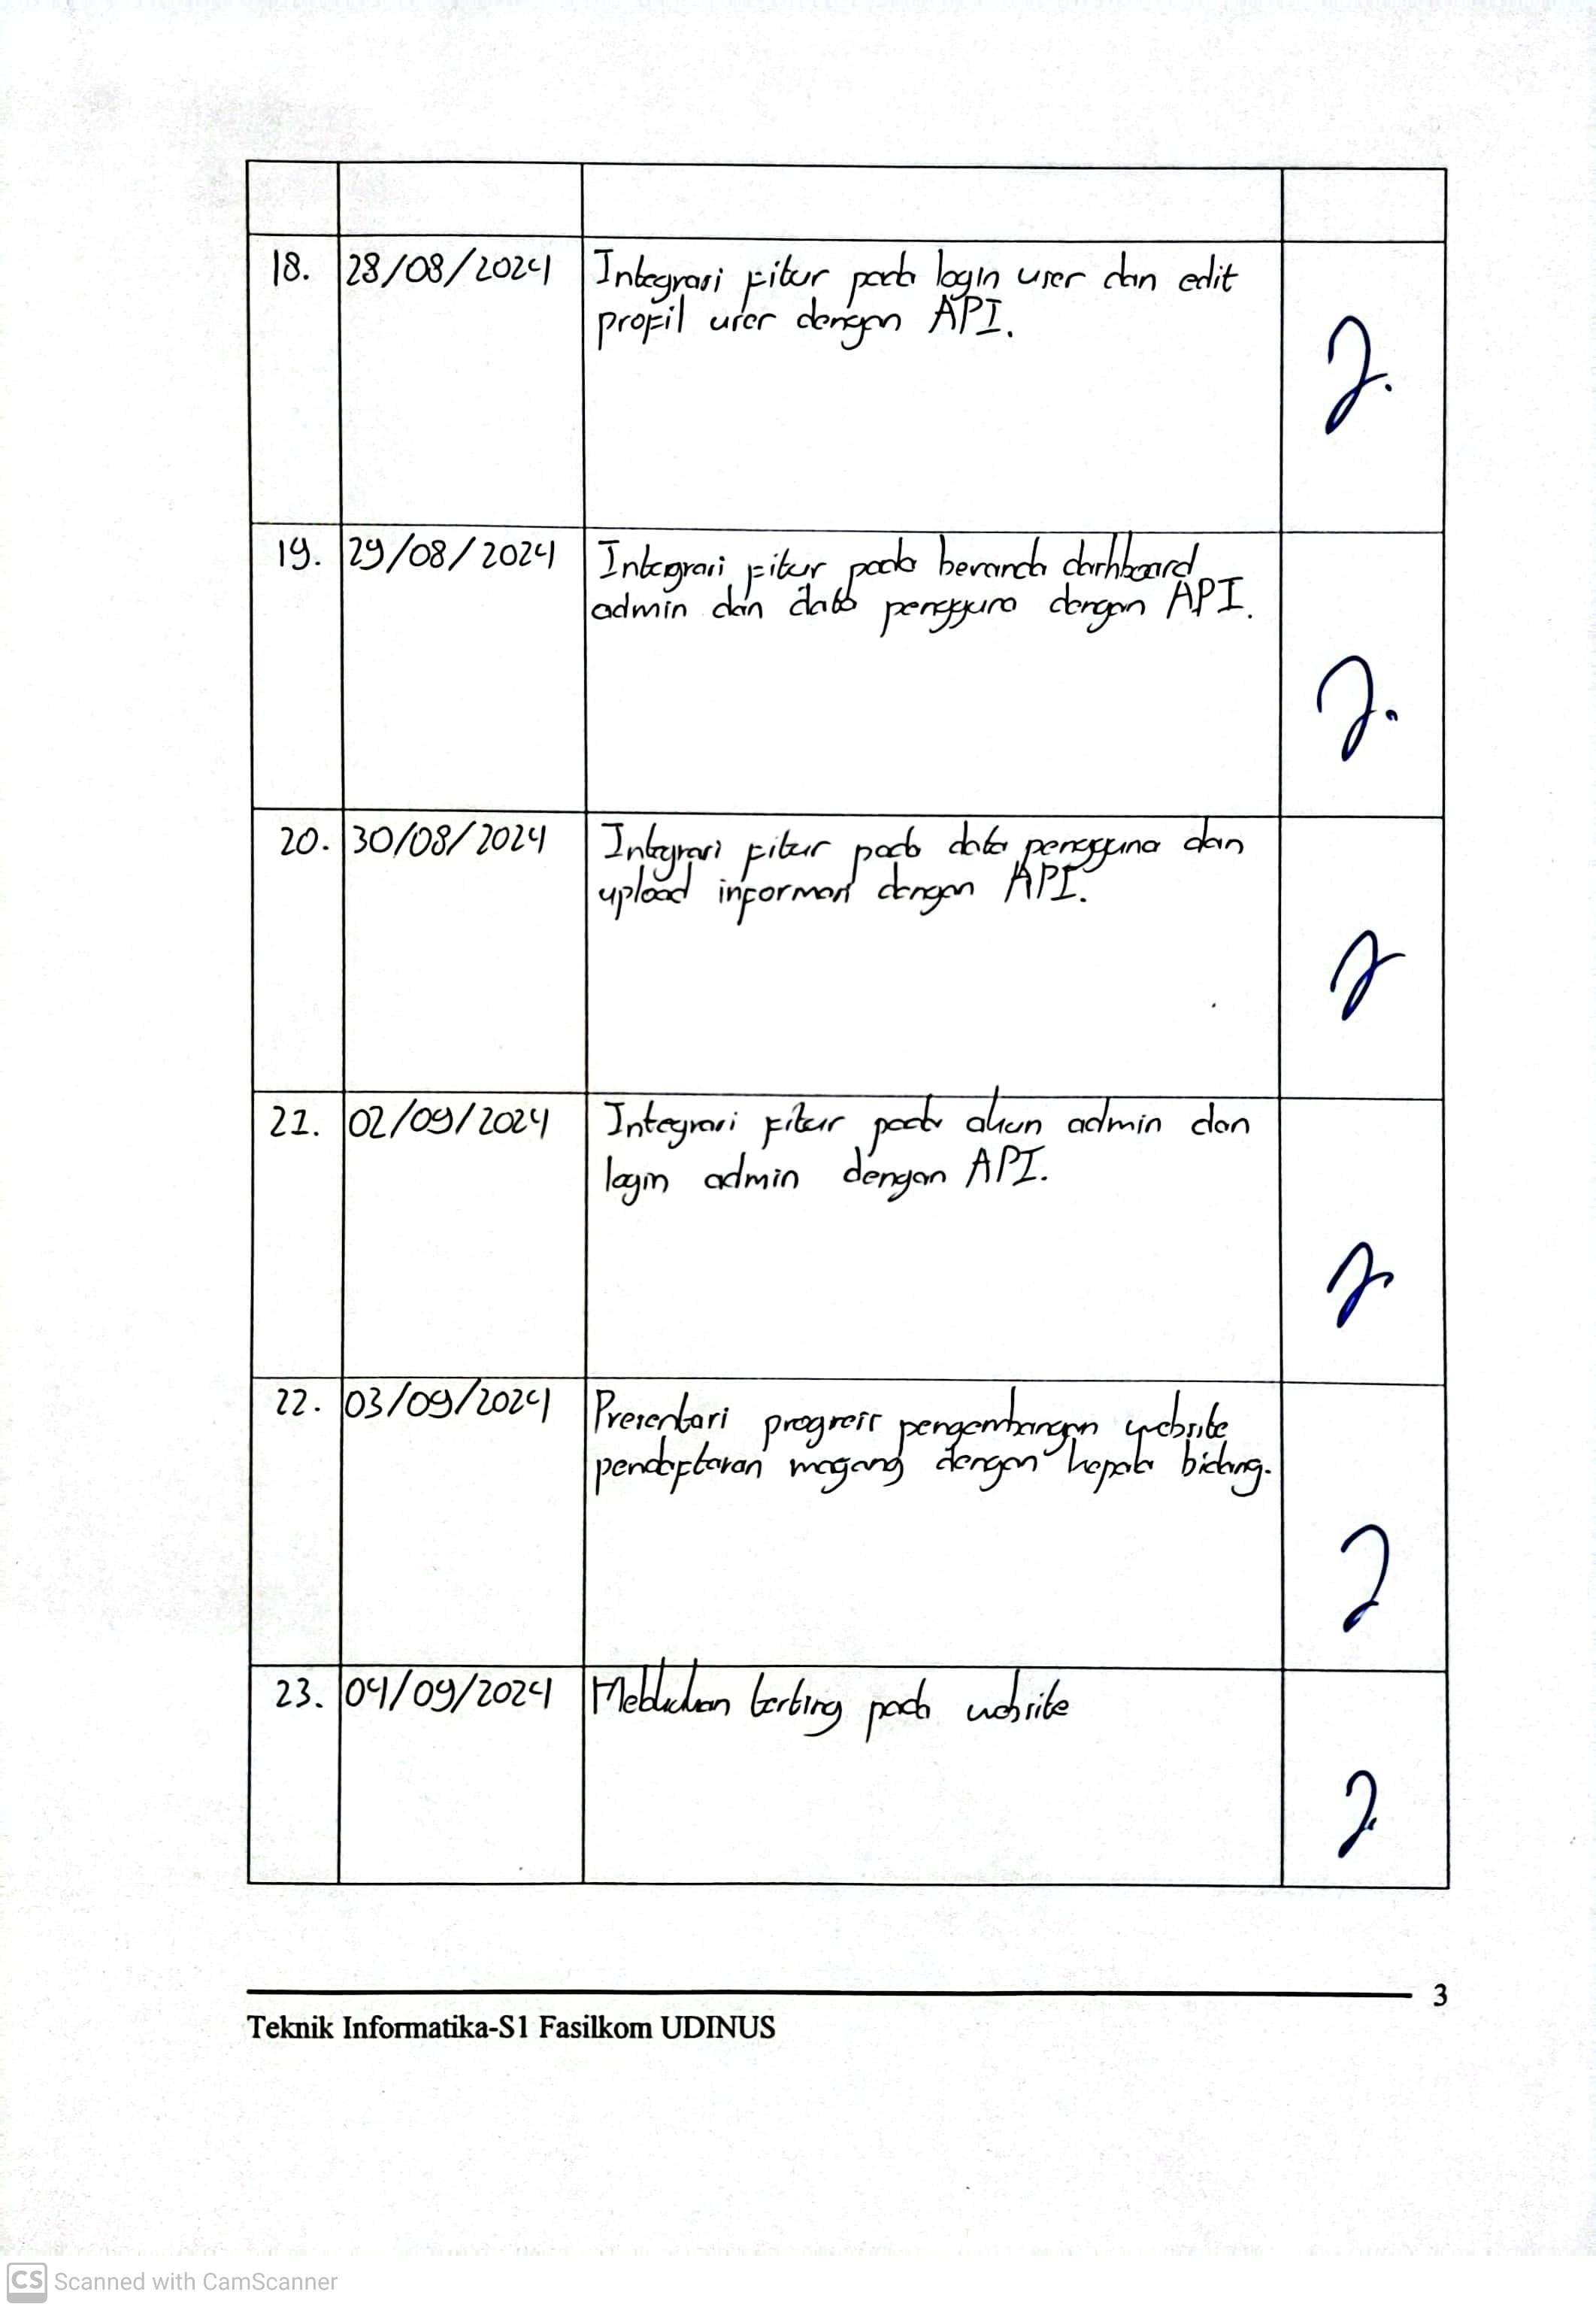 18. 28/08/2024 Integrasi fitur pada login user dan edit
profil user dengan API.
19. 29/08/2024 Integrasi fitur pada beranda dashboard
admin dan data pengguna dengan API.
20. 30/08/2024 Integrasi fitur pada data pengguna dan
upload informasi dengan API.
21. 02/09/2024 Integrasi fitur pada akun admin dan
login admin dengan API.
22. 03/09/2024 Presentasi progress pengembangan website
pendaftaran magang dengan kepala bidang.
23. 04/09/2024 testing pada website
3
Teknik Informatika-S1 Fasilkom UDINUS
CS Scanned with CamScanner